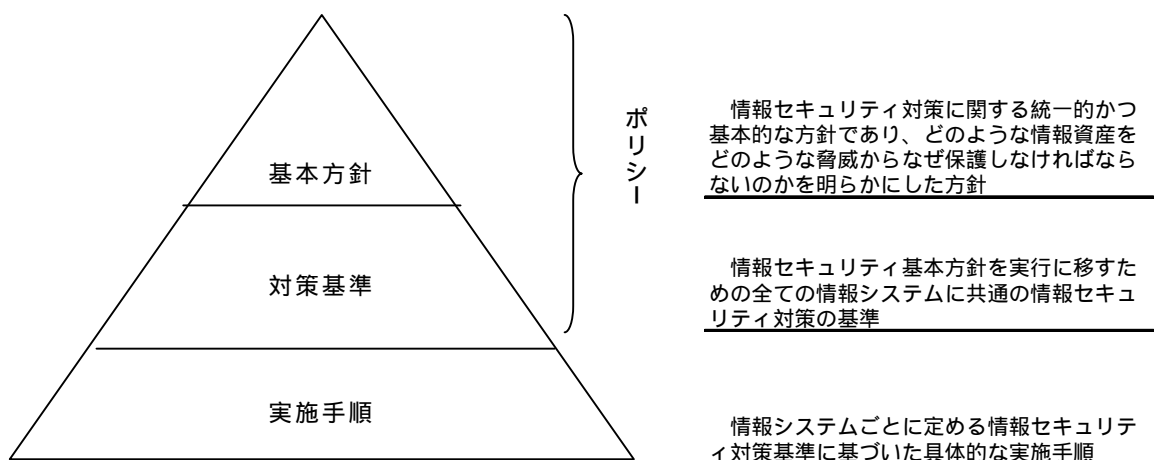 基本方針
対策基準
実施手順
ポリシー
情報セキュリティ対策に関する統一的かつ
基本的な方針であり、どのような情報資産を
どのような脅威からなぜ保護しなければなら
ないのかを明らかにした方針
情報セキュリティ基本方針を実行に移すた
めの全ての情報システムに共通の情報セキュ
リティ対策の基準
情報システムごとに定める情報セキュリテ
ィ対策基準に基づいた具体的な実施手順